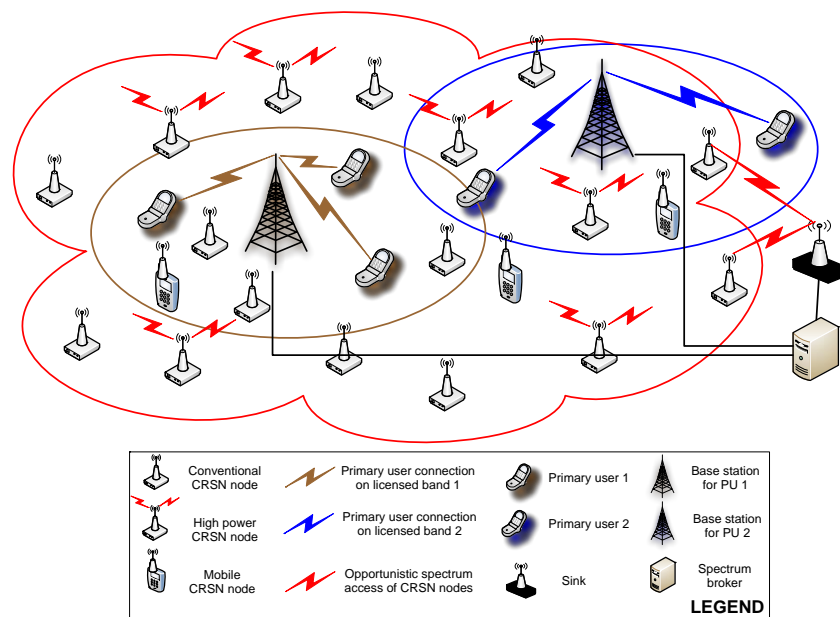 Conventional
CRSN node
Primary user connection
on licensed band 1
Primary user 1
Base station
for PU 1
High power
CRSN node
Primary user connection
on licensed band 2
Primary user 2
Base station
for PU 2
Mobile
CRSN node
Opportunistic spectrum
access of CRSN nodes
Sink
Spectrum
broker
LEGEND